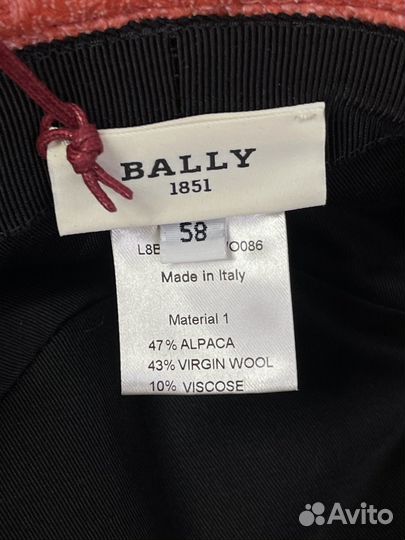 BALLY
1851
58
Made in Italy
Material 1
47% ALPACA
43% VIRGIN WOOL
10% VISCOSE
Avito